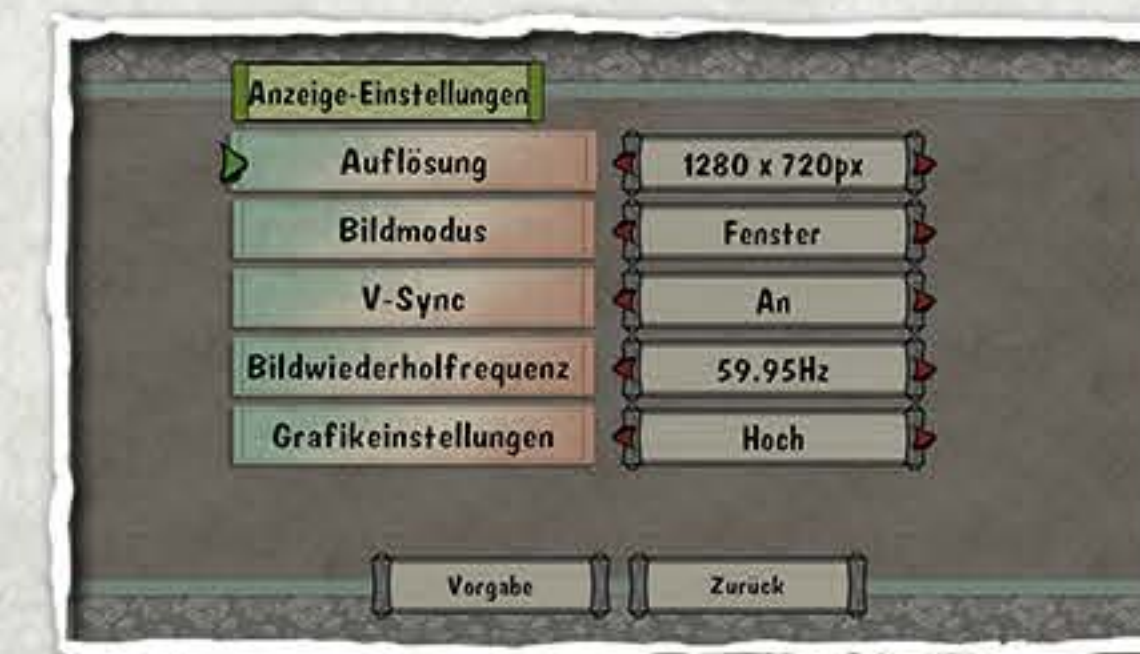 Anzeige-Einstellungen
Auflösung 1280 x 720px
Bildmodus Fenster
V-Sync An
Bildwiederholfrequenz 59.95Hz
Grafikeinstellungen Hoch
Vorgabe Zurück